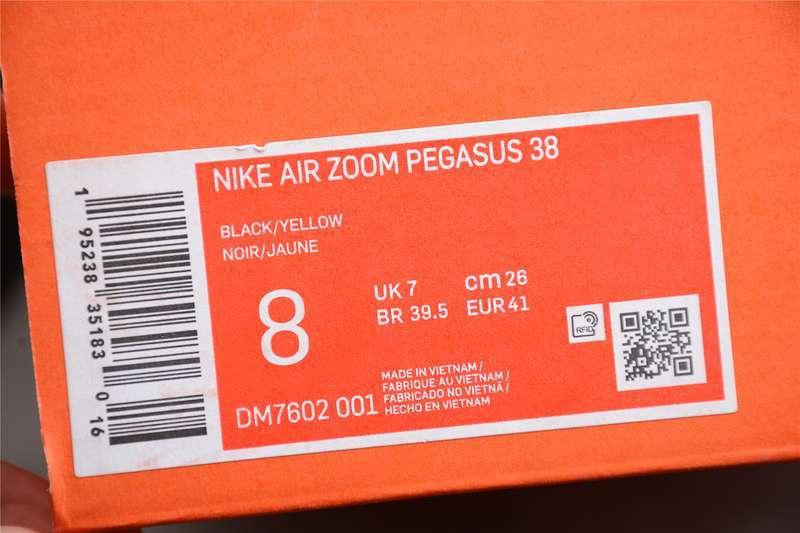 NIKE AIR ZOOM PEGASUS 38
BLACK/YELLOW
NOIR/JAUNE
8
UK 7
cm 26
BR 39.5
EUR 41
RFID
DM7602 001
MADE IN VIETNAM /
FABRIQUE AU VIETNAM /
FABRICADO NO VIETNÃ /
HECHO EN VIETNAM
1 95238 35183 0 16